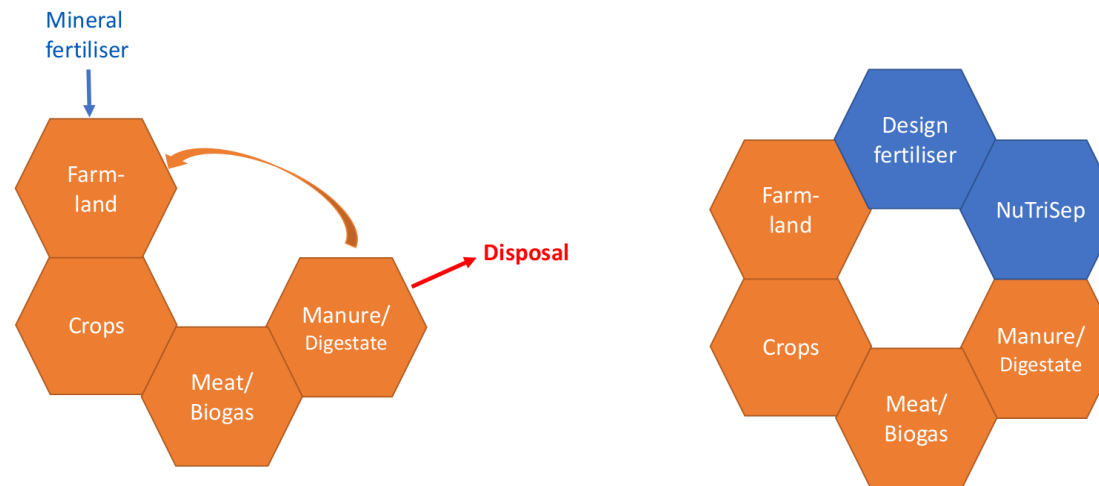 Mineral
fertiliser
Farm-
land
Crops
Meat/
Biogas
Manure/
Digestate
Disposal
Design
fertiliser
NuTriSep
Farm-
land
Crops
Meat/
Biogas
Manure/
Digestate